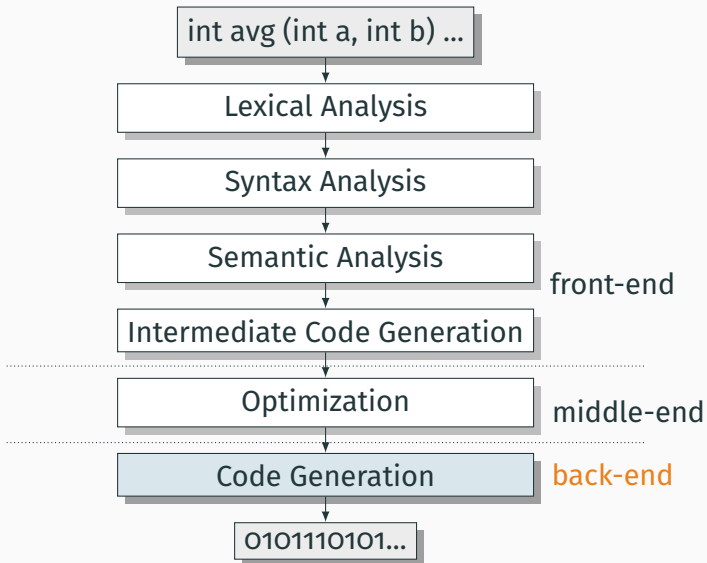 int avg (int a, int b) ...
Lexical Analysis
Syntax Analysis
Semantic Analysis
front-end
Intermediate Code Generation
Optimization
middle-end
Code Generation
back-end
0101110101...